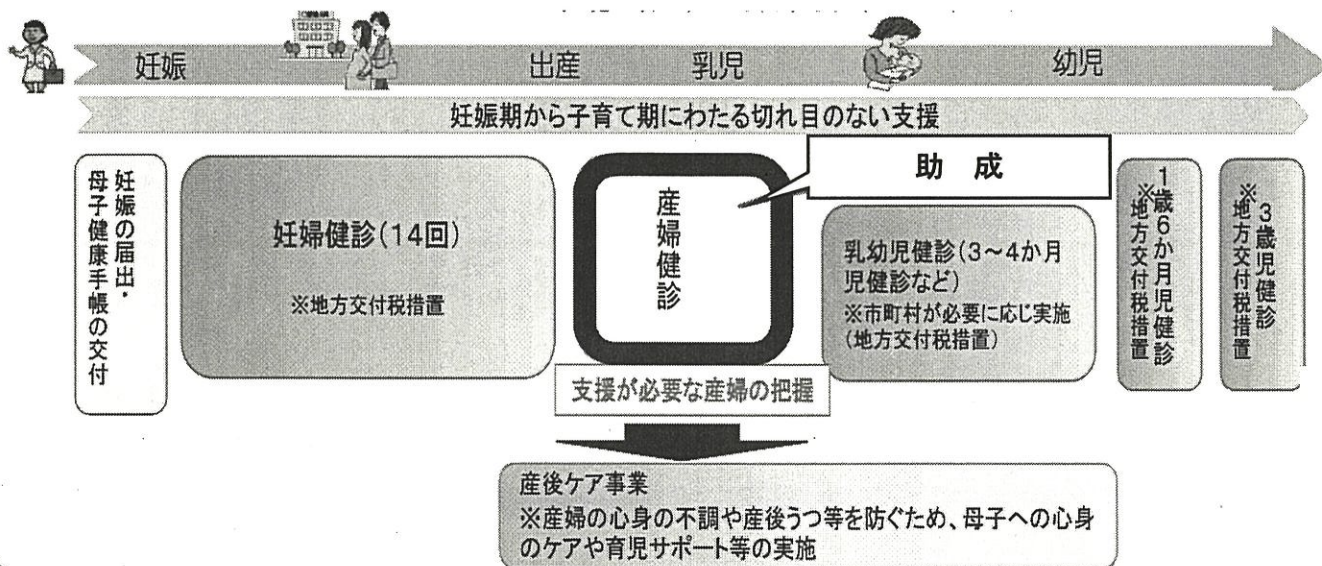 妊娠
出産
乳児
幼児
妊娠期から子育て期にわたる切れ目のない支援
妊娠の届出・
母子健康手帳の交付
妊婦健診(14回)
※地方交付税措置
産婦健診
助 成
乳幼児健診(3〜4か月
児健診など)
※市町村が必要に応じ実施
(地方交付税措置)
1歳6か月児健診
※地方交付税措置
3歳児健診
※地方交付税措置
支援が必要な産婦の把握
産後ケア事業
※産婦の心身の不調や産後うつ等を防ぐため、母子への心身
のケアや育児サポート等の実施